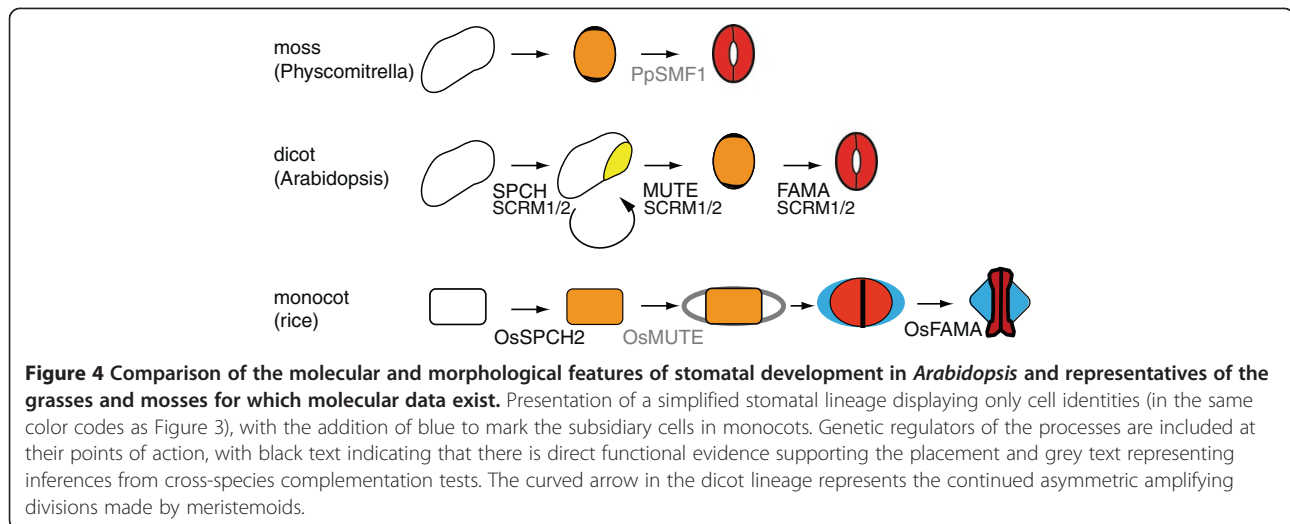 moss
(Physcomitrella)
PpSMF1
dicot
(Arabidopsis)
SPCH
SCRM1/2
MUTE
SCRM1/2
FAMA
SCRM1/2
monocot
(rice)
OsSPCH2
OsMUTE
OsFAMA
Figure 4 Comparison of the molecular and morphological features of stomatal development in Arabidopsis and representatives of the
grasses and mosses for which molecular data exist. Presentation of a simplified stomatal lineage displaying only cell identities (in the same
color codes as Figure 3), with the addition of blue to mark the subsidiary cells in monocots. Genetic regulators of the processes are included at
their points of action, with black text indicating that there is direct functional evidence supporting the placement and grey text representing
inferences from cross-species complementation tests. The curved arrow in the dicot lineage represents the continued asymmetric amplifying
divisions made by meristemoids.